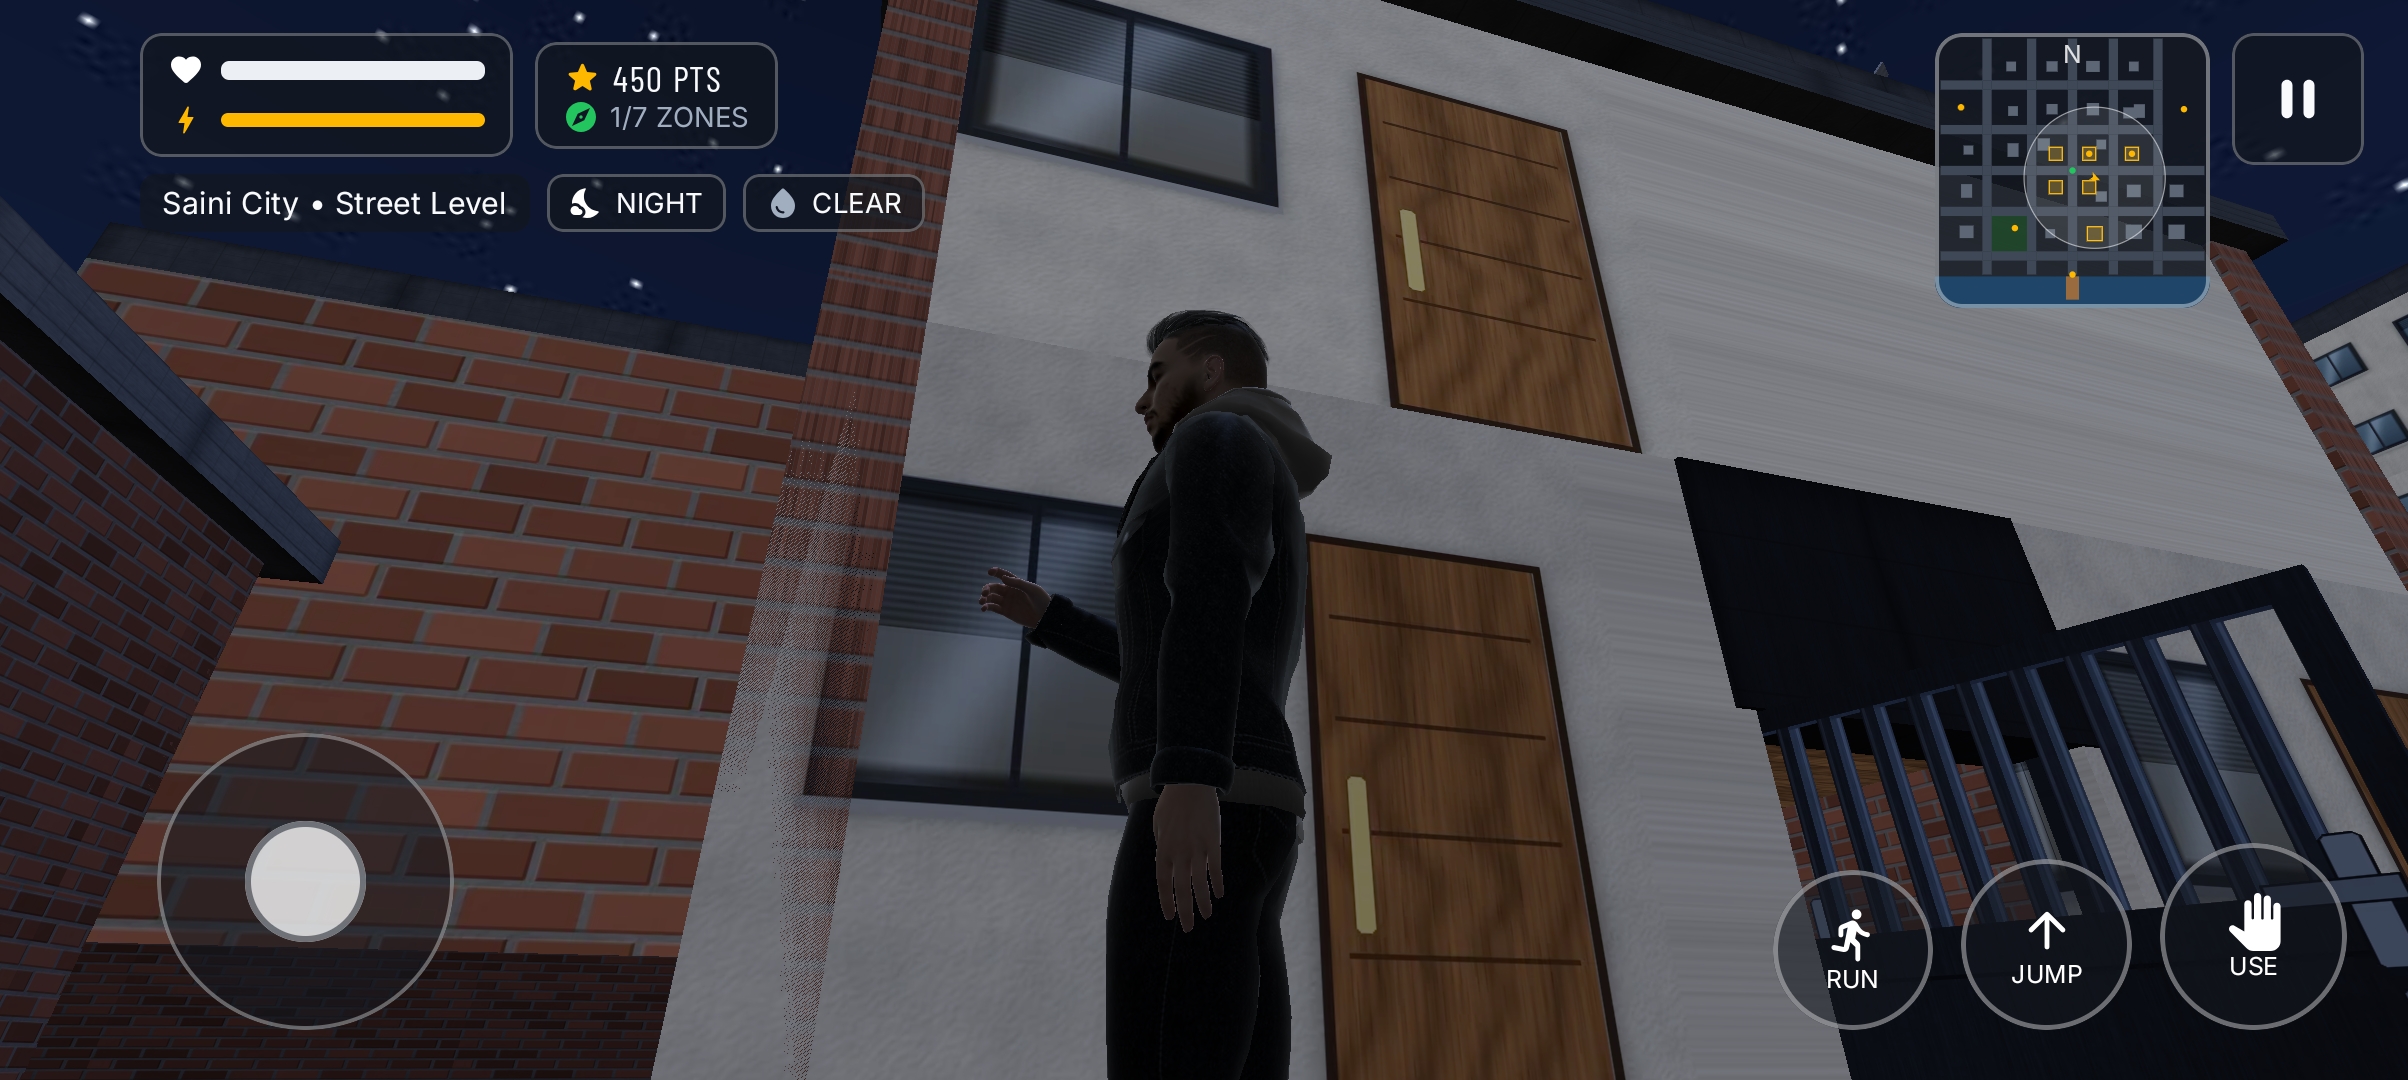 450 PTS
1/7 ZONES
Saini City • Street Level
NIGHT
CLEAR
N
RUN
JUMP
USE